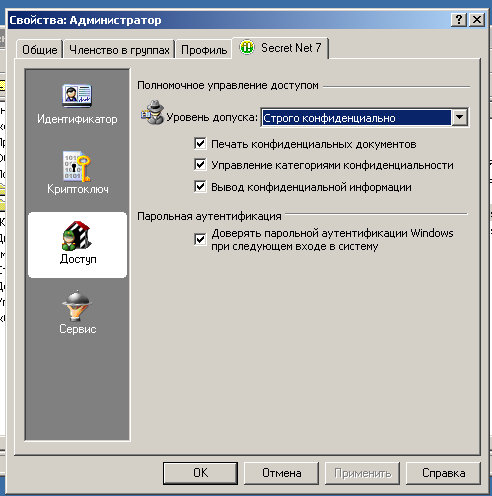 Свойства: Администратор
Общие
Членство в группах
Профиль
Secret Net 7
Идентификатор
Криптоключ
Доступ
Сервис
Полномочное управление доступом
Уровень допуска: Строго конфиденциально
Печать конфиденциальных документов
Управление категориями конфиденциальности
Вывод конфиденциальной информации
Парольная аутентификация
Доверять парольной аутентификации Windows
при следующем входе в систему
OK
Отмена
Применить
Справка